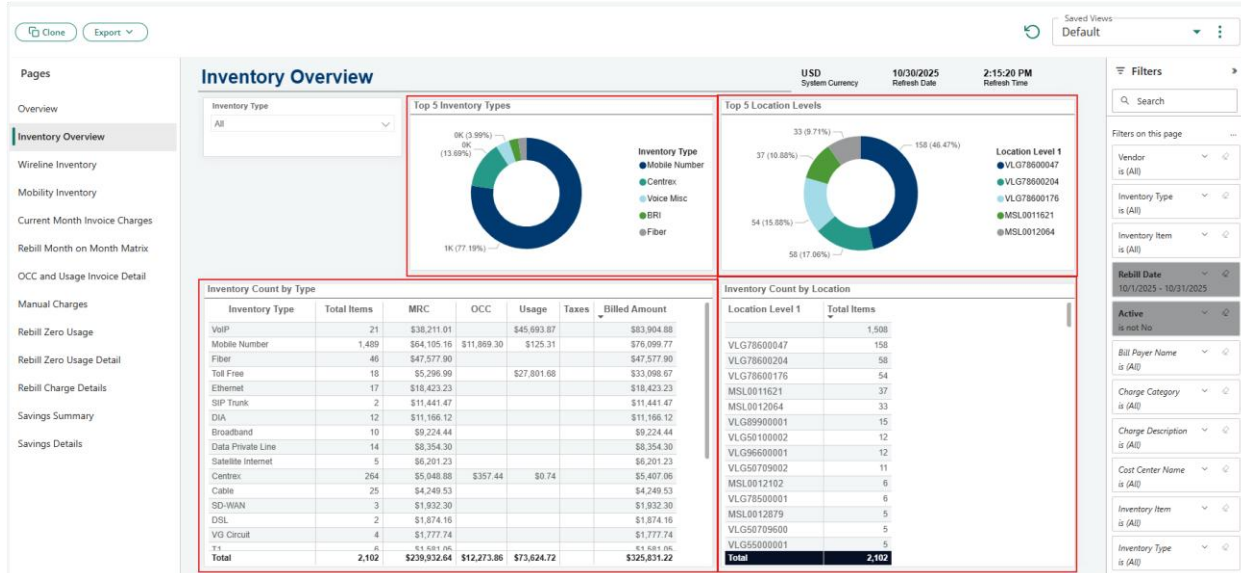 Clone
Export
Saved Views
Default
Pages
Overview
Inventory Overview
Wireline Inventory
Mobility Inventory
Current Month Invoice Charges
Rebill Month on Month Matrix
OCC and Usage Invoice Detail
Manual Charges
Rebill Zero Usage
Rebill Zero Usage Detail
Rebill Charge Details
Savings Summary
Savings Details
Inventory Overview
USD
System Currency
10/30/2025
Refresh Date
2:15:20 PM
Refresh Time
Inventory Type
All
Top 5 Inventory Types
0K (3.99%)
0K
(13.69%)
1K (77.19%)
Inventory Type
Mobile Number
Centrex
Voice Misc
BRI
Fiber
Top 5 Location Levels
33 (9.71%)
37 (10.88%)
54 (15.88%)
58 (17.06%)
158 (46.47%)
Location Level 1
VLG78600047
VLG78600204
VLG78600176
MSL0011621
MSL0012064
Inventory Count by Type
Inventory Type Total Items MRC OCC Usage Taxes Billed Amount
VoIP 21 $38,211.01 $45,693.87 $83,904.88
Mobile Number 1,489 $64,105.16 $11,869.30 $125.31 $76,099.77
Fiber 46 $47,577.90 $47,577.90
Toll Free 18 $5,296.99 $27,801.68 $33,098.67
Ethernet 17 $18,423.23 $18,423.23
SIP Trunk 2 $11,441.47 $11,441.47
DIA 12 $11,166.12 $11,166.12
Broadband 10 $9,224.44 $9,224.44
Data Private Line 14 $8,354.30 $8,354.30
Satellite Internet 5 $6,201.23 $6,201.23
Centrex 264 $5,048.88 $357.44 $0.74 $5,407.06
Cable 25 $4,249.53 $4,249.53
SD-WAN 3 $1,932.30 $1,932.30
DSL 2 $1,874.16 $1,874.16
VG Circuit 4 $1,777.74 $1,777.74
T1 6 $1,581.05 $1,581.05
Total 2,102 $239,932.64 $12,273.86 $73,624.72 $325,831.22
Inventory Count by Location
Location Level 1 Total Items
1,508
VLG78600047 158
VLG78600204 58
VLG78600176 54
MSL0011621 37
MSL0012064 33
VLG89900001 15
VLG50100002 12
VLG96600001 12
VLG50709002 11
MSL0012102 6
VLG78500001 6
MSL0012879 5
VLG50709600 5
VLG55000001 5
Total 2,102
Filters
Search
Filters on this page
...
Vendor
is (All)
Inventory Type
is (All)
Inventory Item
is (All)
Rebill Date
10/1/2025 - 10/31/2025
Active
is not No
Bill Payer Name
is (All)
Charge Category
is (All)
Charge Description
is (All)
Cost Center Name
is (All)
Inventory Item
is (All)
Inventory Type
is (All)